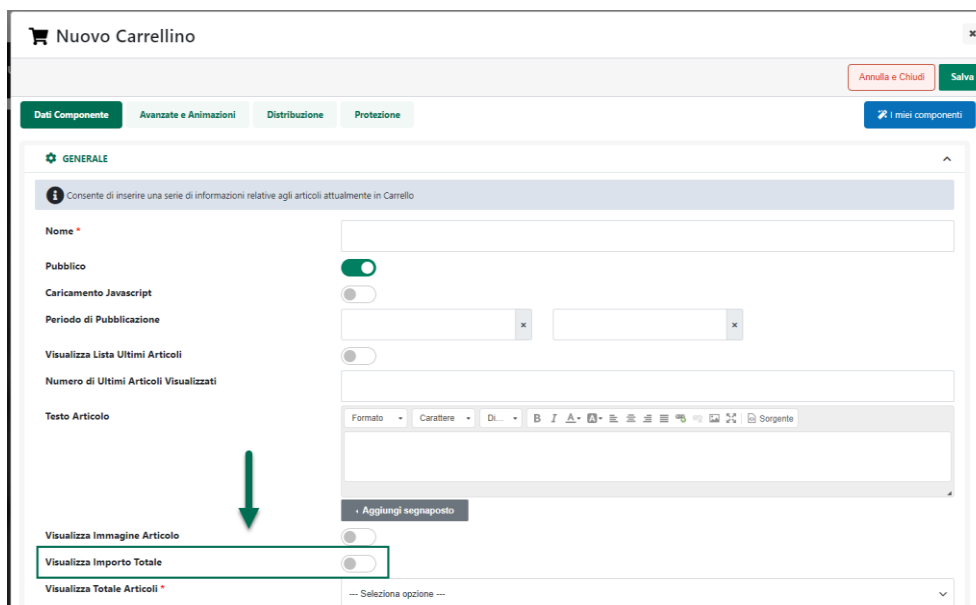 Nuovo Carrellino
Annulla e Chiudi
Salva
Dati Componente
Avanzate e Animazioni
Distribuzione
Protezione
I miei componenti
GENERALE
Consente di inserire una serie di informazioni relative agli articoli attualmente in Carrello
Nome *
Pubblico
Caricamento Javascript
Periodo di Pubblicazione
Visualizza Lista Ultimi Articoli
Numero di Ultimi Articoli Visualizzati
Testo Articolo
Formato Carattere Di... B I A A Sorgente
‹ Aggiungi segnaposto
Visualizza Immagine Articolo
Visualizza Importo Totale
Visualizza Totale Articoli *
--- Seleziona opzione ---